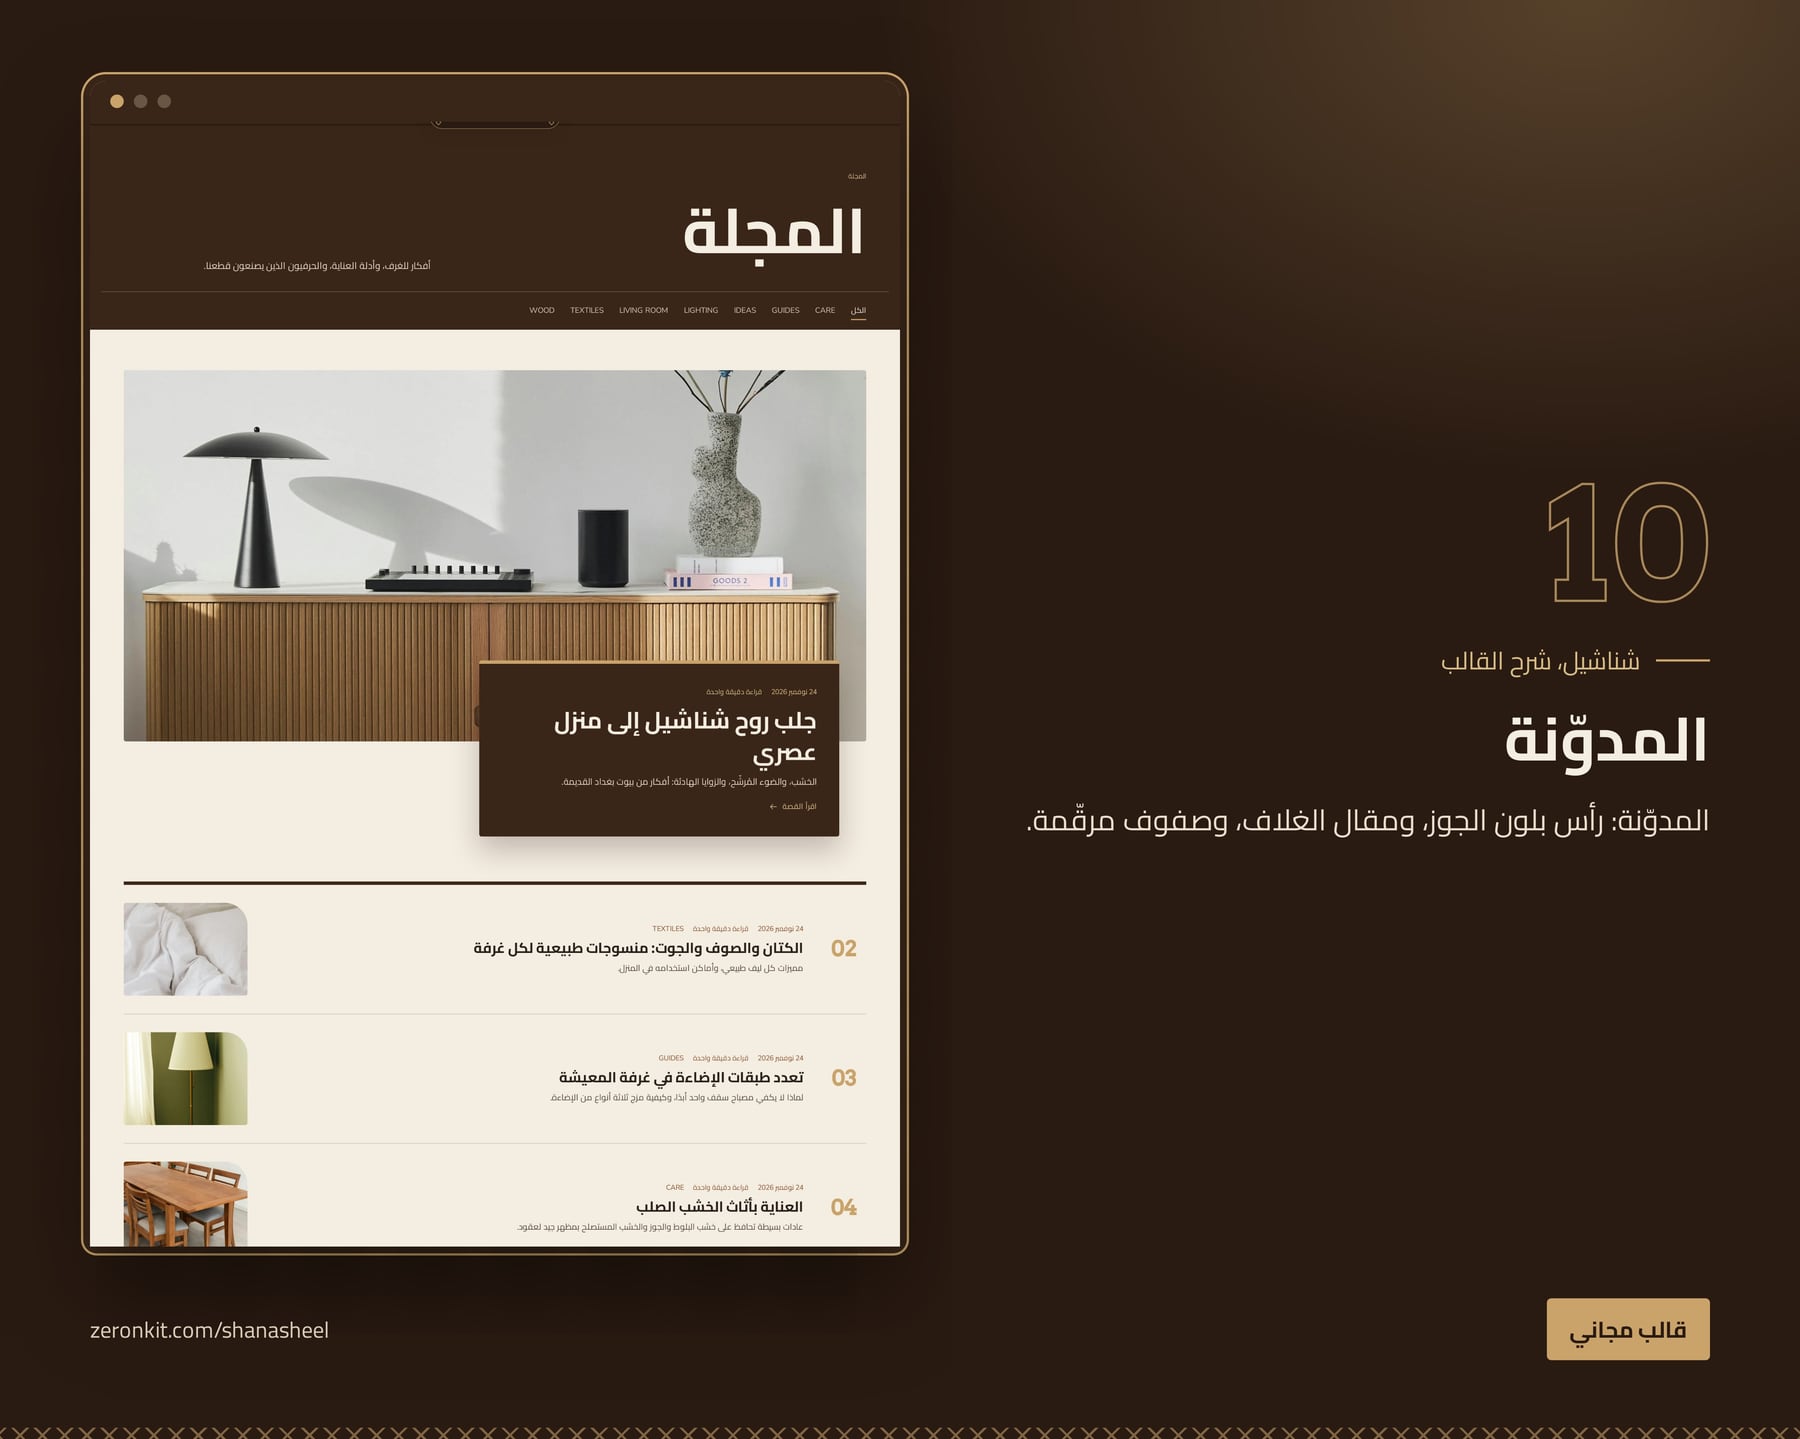 10
شناشيل، شرح القالب
المدوّنة
المدوّنة: رأس بلون الجوز، ومقال الغلاف، وصفوف مرقّمة.
قالب مجاني
zeronkit.com/shanasheel
المجلة
المجلة
أفكار للغرف، وأدلة العناية، والحرفيون الذين يصنعون قطعنا.
الكل CARE GUIDES IDEAS LIGHTING LIVING ROOM TEXTILES WOOD
GOODS 2
24 نوفمبر 2026 قراءة دقيقة واحدة
جلب روح شناشيل إلى منزل
عصري
الخشب، والضوء المُرشَّح، والزوايا الهادئة: أفكار من بيوت بغداد القديمة.
اقرأ القصة ←
02
24 نوفمبر 2026 قراءة دقيقة واحدة TEXTILES
الكتان والصوف والجوت: منسوجات طبيعية لكل غرفة
مميزات كل ليف طبيعي، وأماكن استخدامه في المنزل.
03
24 نوفمبر 2026 قراءة دقيقة واحدة GUIDES
تعدد طبقات الإضاءة في غرفة المعيشة
لماذا لا يكفي مصباح سقف واحد أبدًا، وكيفية مزج ثلاثة أنواع من الإضاءة.
04
24 نوفمبر 2026 قراءة دقيقة واحدة CARE
العناية بأثاث الخشب الصلب
عادات بسيطة تحافظ على خشب البلوط والجوز والخشب المستصلح بمظهر جيد لعقود.